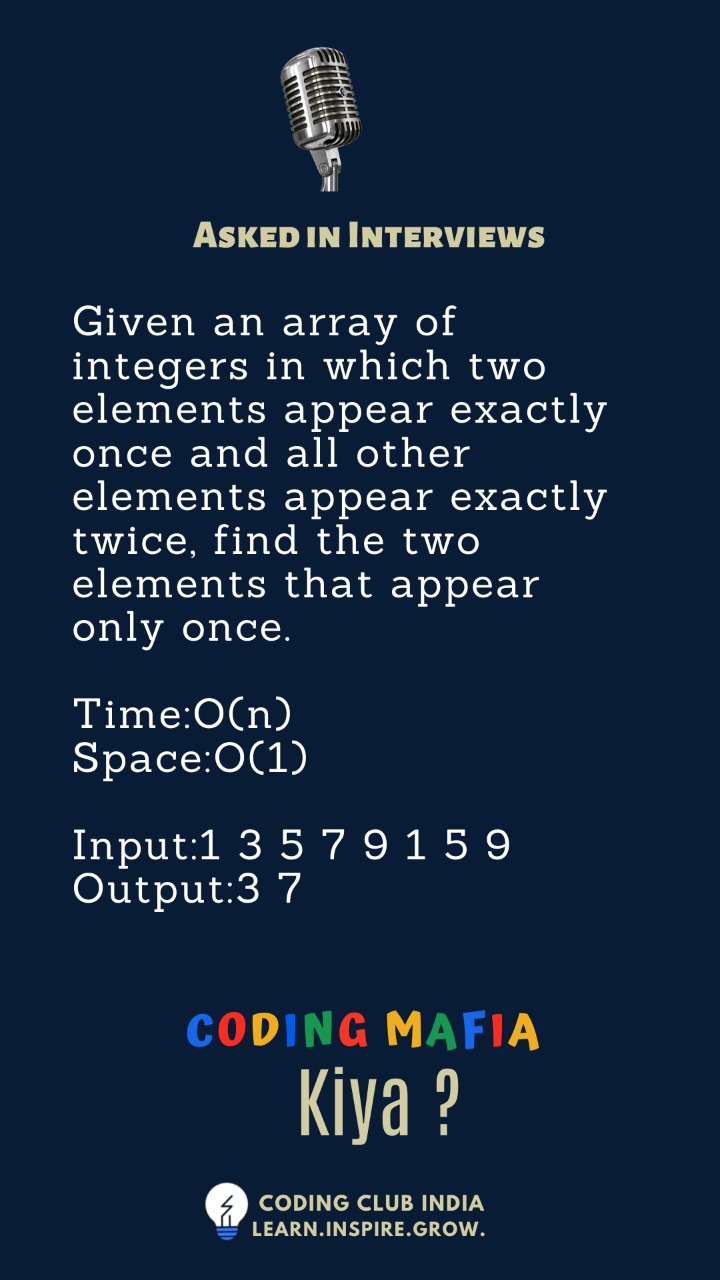 Asked in Interviews
Given an array of
integers in which two
elements appear exactly
once and all other
elements appear exactly
twice, find the two
elements that appear
only once.
Time:O(n)
Space:O(1)
Input:1 3 5 7 9 1 5 9
Output:3 7
CODING MAFIA
Kiya ?
CODING CLUB INDIA
LEARN.INSPIRE.GROW.